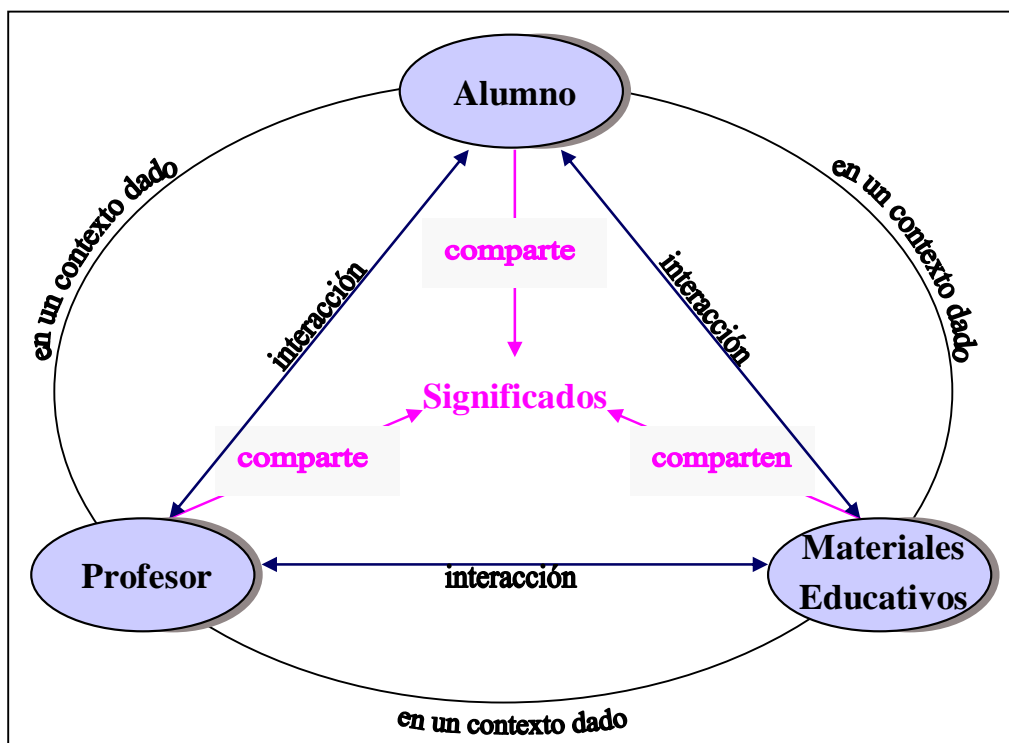 Alumno
en un contexto dado
en un contexto dado
comparte
interacción
interacción
Significados
comparte
comparten
Profesor
interacción
Materiales
Educativos
en un contexto dado